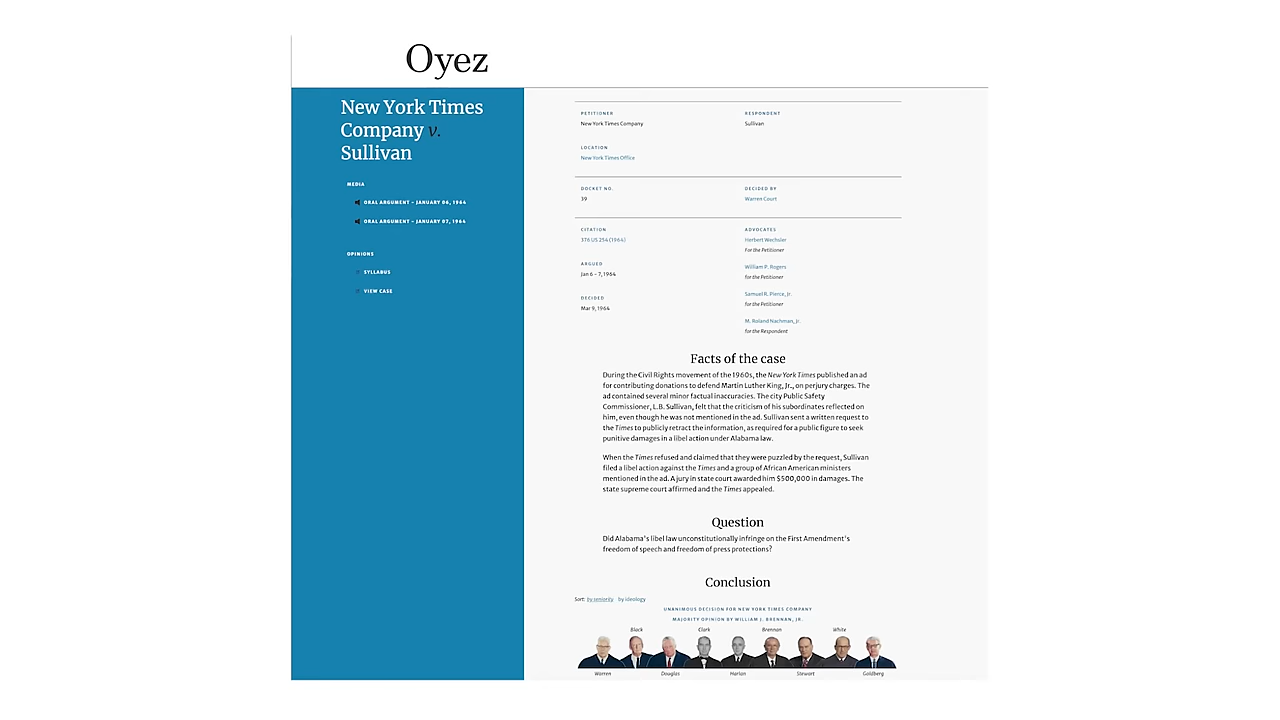 Oyez
New York Times
Company v.
Sullivan
MEDIA
ORAL ARGUMENT - JANUARY 06, 1964
ORAL ARGUMENT - JANUARY 07, 1964
OPINIONS
SYLLABUS
VIEW CASE
PETITIONER
New York Times Company
RESPONDENT
Sullivan
LOCATION
New York Times Office
DOCKET NO.
39
DECIDED BY
Warren Court
CITATION
376 US 254 (1964)
ARGUED
Jan 6 - 7, 1964
DECIDED
Mar 9, 1964
ADVOCATES
Herbert Wechsler
For the Petitioner
William P. Rogers
for the Petitioner
Samuel R. Pierce, Jr.
for the Petitioner
M. Roland Nachman, Jr.
for the Respondent
Facts of the case
During the Civil Rights movement of the 1960s, the New York Times published an ad
for contributing donations to defend Martin Luther King, Jr., on perjury charges. The
ad contained several minor factual inaccuracies. The city Public Safety
Commissioner, L.B. Sullivan, felt that the criticism of his subordinates reflected on
him, even though he was not mentioned in the ad. Sullivan sent a written request to
the Times to publicly retract the information, as required for a public figure to seek
punitive damages in a libel action under Alabama law.
When the Times refused and claimed that they were puzzled by the request, Sullivan
filed a libel action against the Times and a group of African American ministers
mentioned in the ad. A jury in state court awarded him $500,000 in damages. The
state supreme court affirmed and the Times appealed.
Question
Did Alabama's libel law unconstitutionally infringe on the First Amendment's
freedom of speech and freedom of press protections?
Conclusion
Sort: by seniority by ideology
UNANIMOUS DECISION FOR NEW YORK TIMES COMPANY
MAJORITY OPINION BY WILLIAM J. BRENNAN, JR.
Black Clark Brennan White
Warren Douglas Harlan Stewart Goldberg